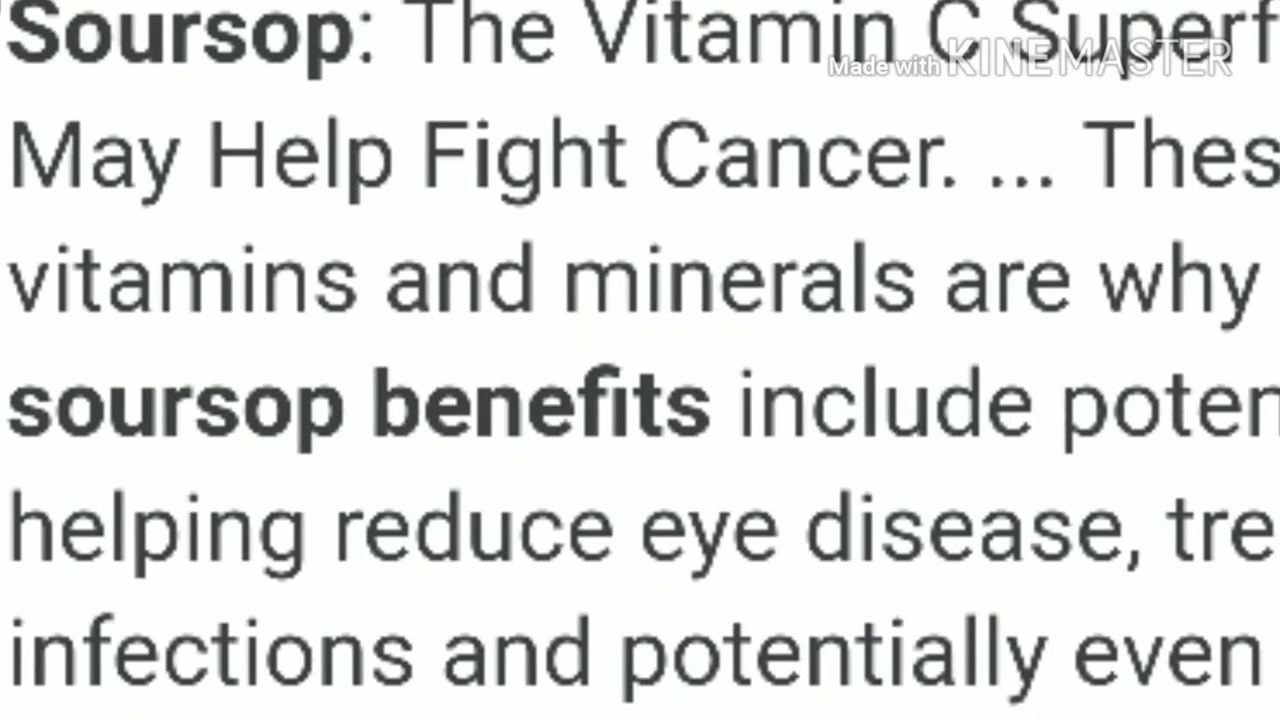 Soursop: The Vitamin C Superf
Made with KINEMASTER
May Help Fight Cancer. ... Thes
vitamins and minerals are why
soursop benefits include poten
helping reduce eye disease, tre
infections and potentially even